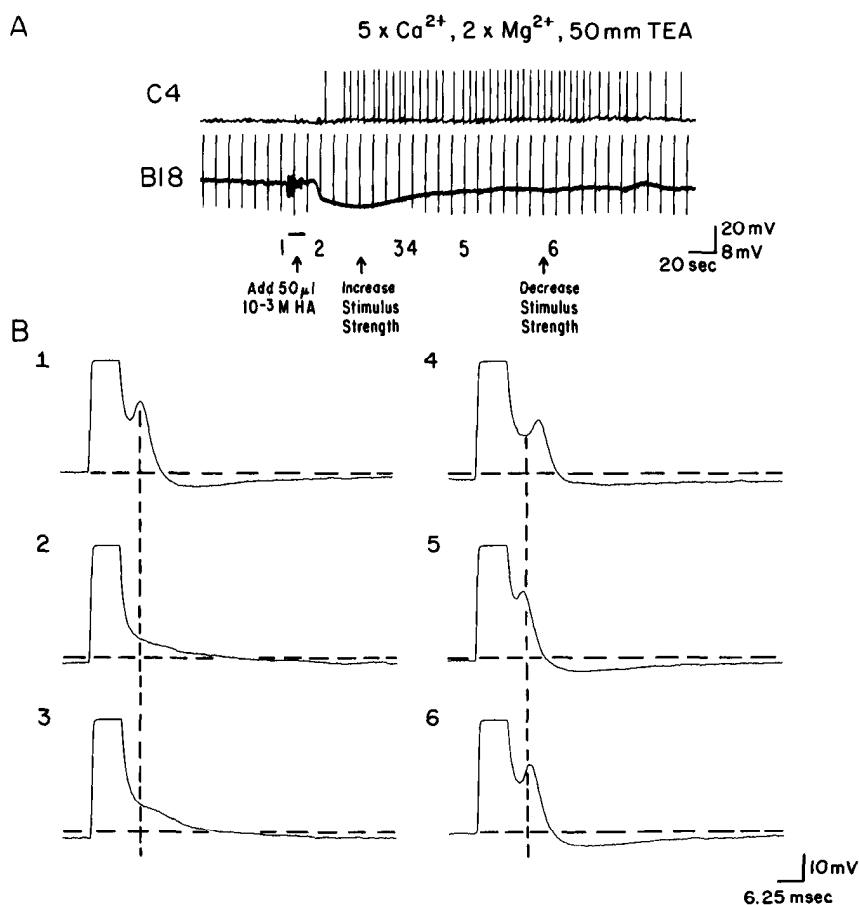 A
5 x Ca2+, 2 x Mg2+, 50mm TEA
C4
B18
20 mV
8 mV
20 sec
1 2 34 5 6
Add 50 µl
10-3 M HA
Increase
Stimulus
Strength
Decrease
Stimulus
Strength
B
1
2
3
4
5
6
10 mV
6.25 msec